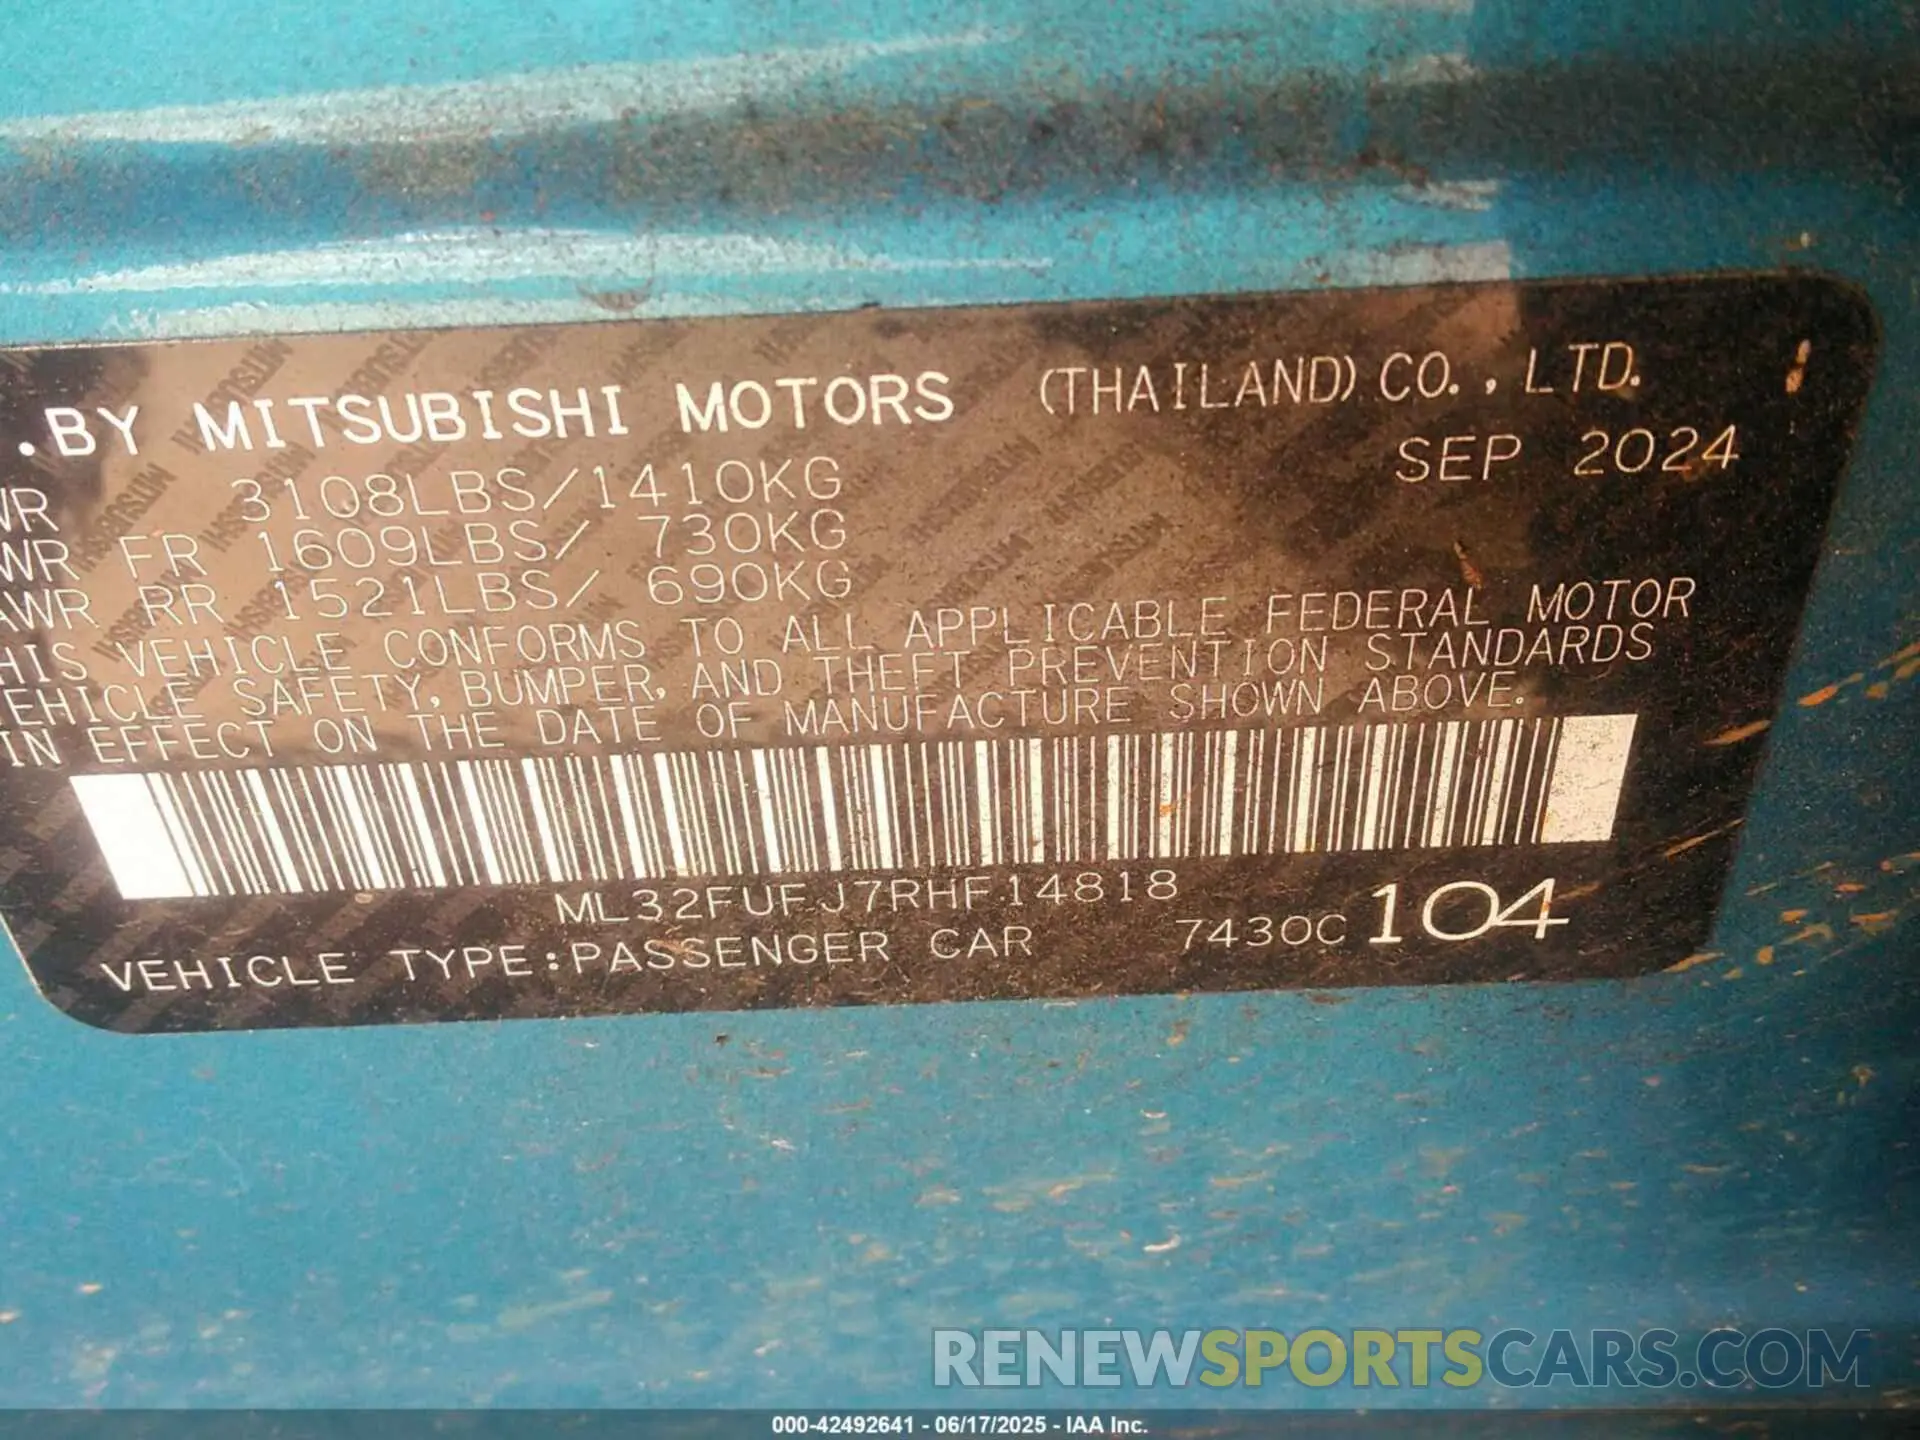 .BY MITSUBISHI MOTORS (THAILAND) CO., LTD.
SEP 2024
WR 3108LBS/1410KG
WR FR 1609LBS/ 730KG
AWR RR 1521LBS/ 690KG
HIS VEHICLE CONFORMS TO ALL APPLICABLE FEDERAL MOTOR
EHICLE SAFETY, BUMPER, AND THEFT PREVENTION STANDARDS
IN EFFECT ON THE DATE OF MANUFACTURE SHOWN ABOVE.
ML32FUFJ7RHF14818
VEHICLE TYPE:PASSENGER CAR 7430C 104
RENEWSPORTSCARS.COM
000-42492641 - 06/17/2025 - IAA Inc.